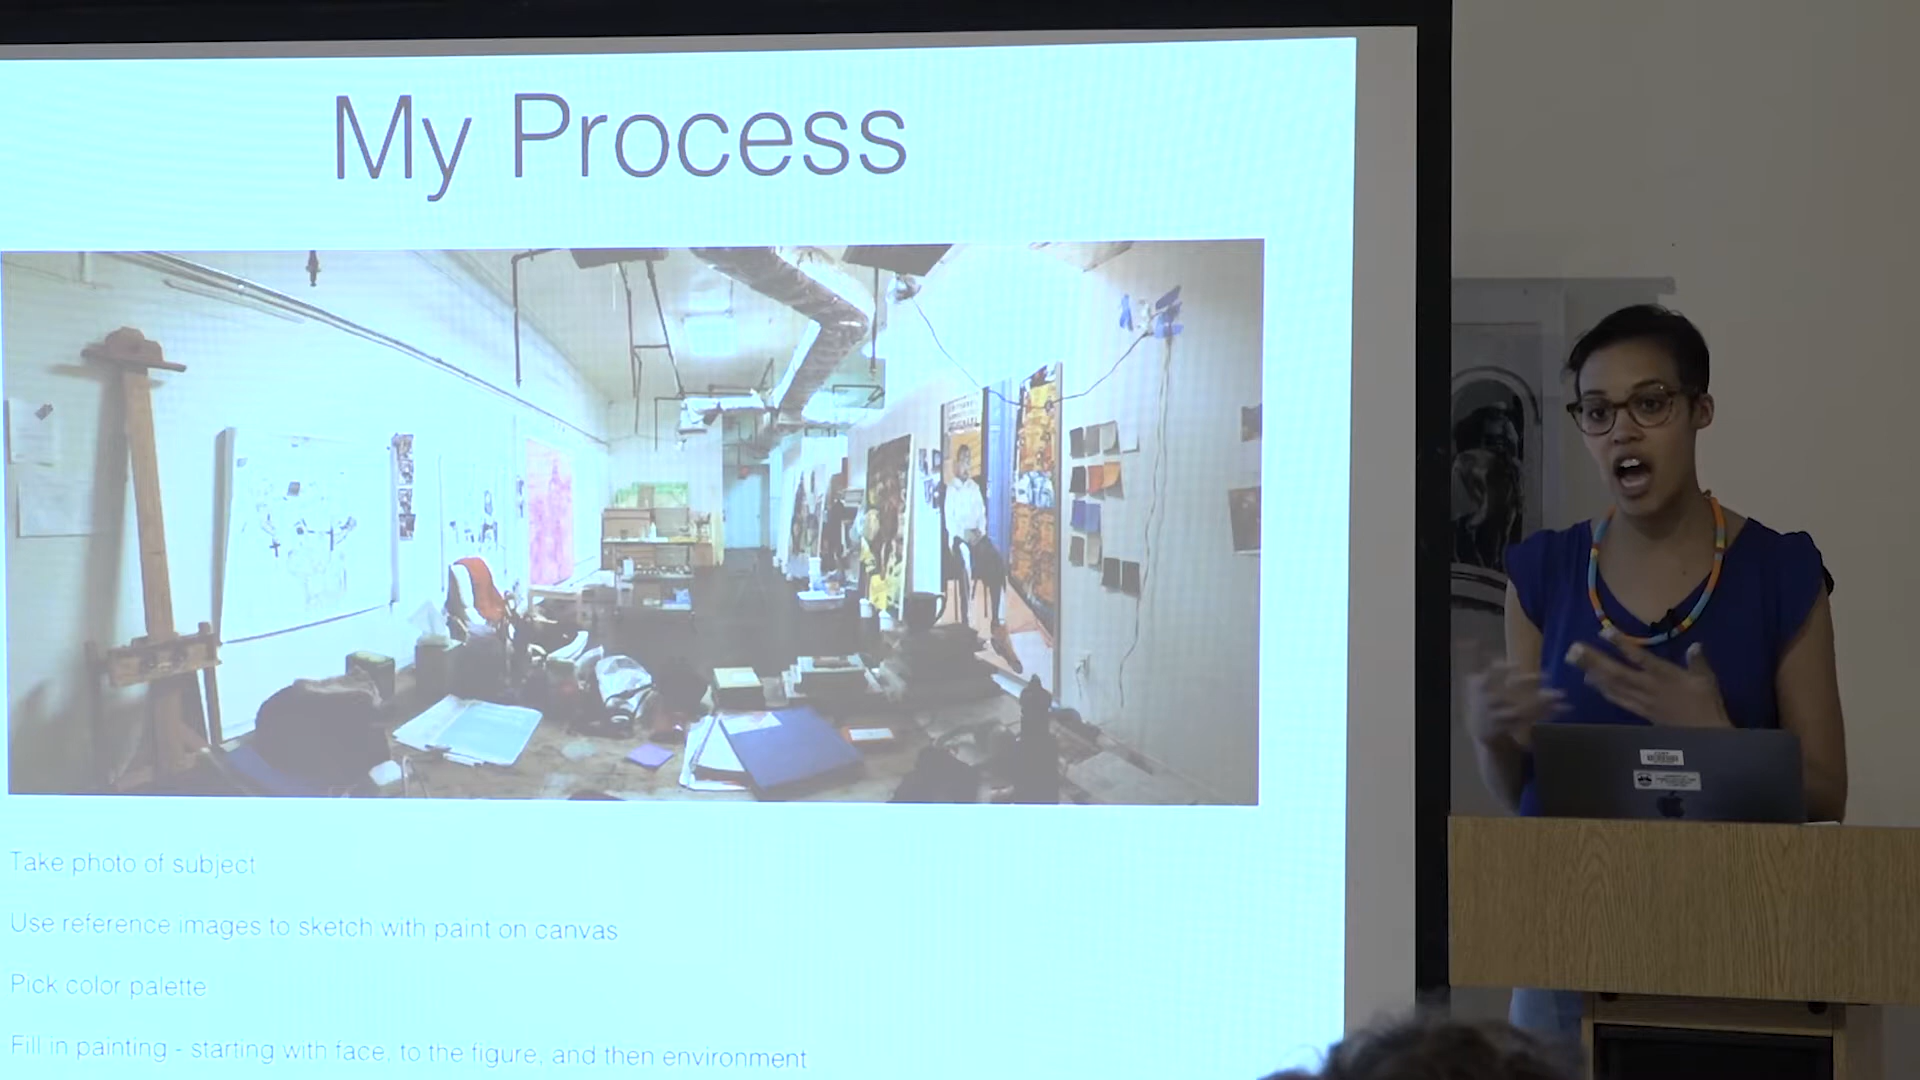 My Process
Take photo of subject
Use reference images to sketch with paint on canvas
Pick color palette
Fill in painting - starting with face, to the figure, and then environment